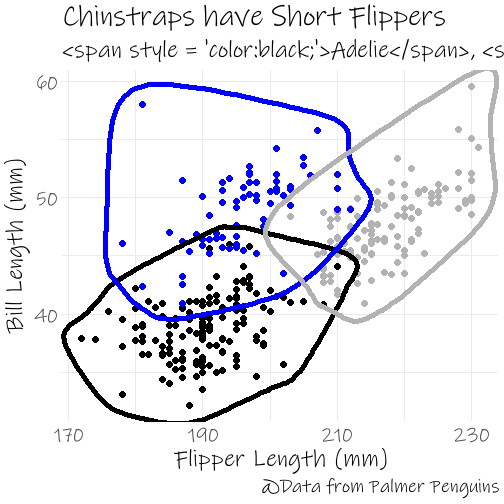 Chinstraps have Short Flippers
<span style = 'color:black;'>Adelie</span>, <s
60
50
40
Bill Length (mm)
170
190
210
230
Flipper Length (mm)
@Data from Palmer Penguins